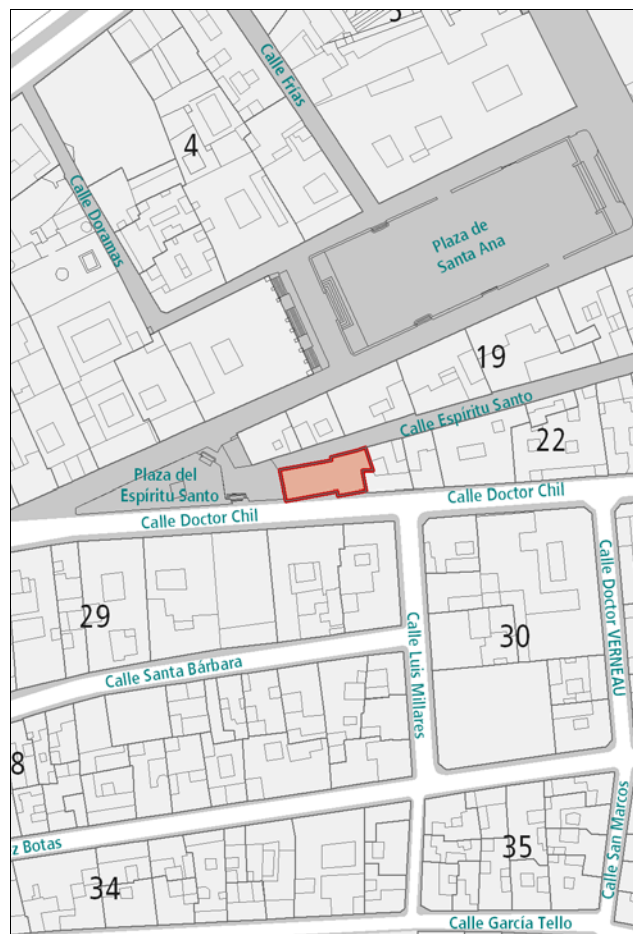 3
Calle Frías
4
Calle Doramas
Plaza de
Santa Ana
19
Calle Espíritu Santo
22
Plaza del
Espíritu Santo
Calle Doctor Chil
Calle Doctor Chil
29
Calle Santa Bárbara
Calle Luis Millares
30
Calle Doctor VERNEAU
8
z Botas
34
35
Calle San Marcos
Calle García Tello